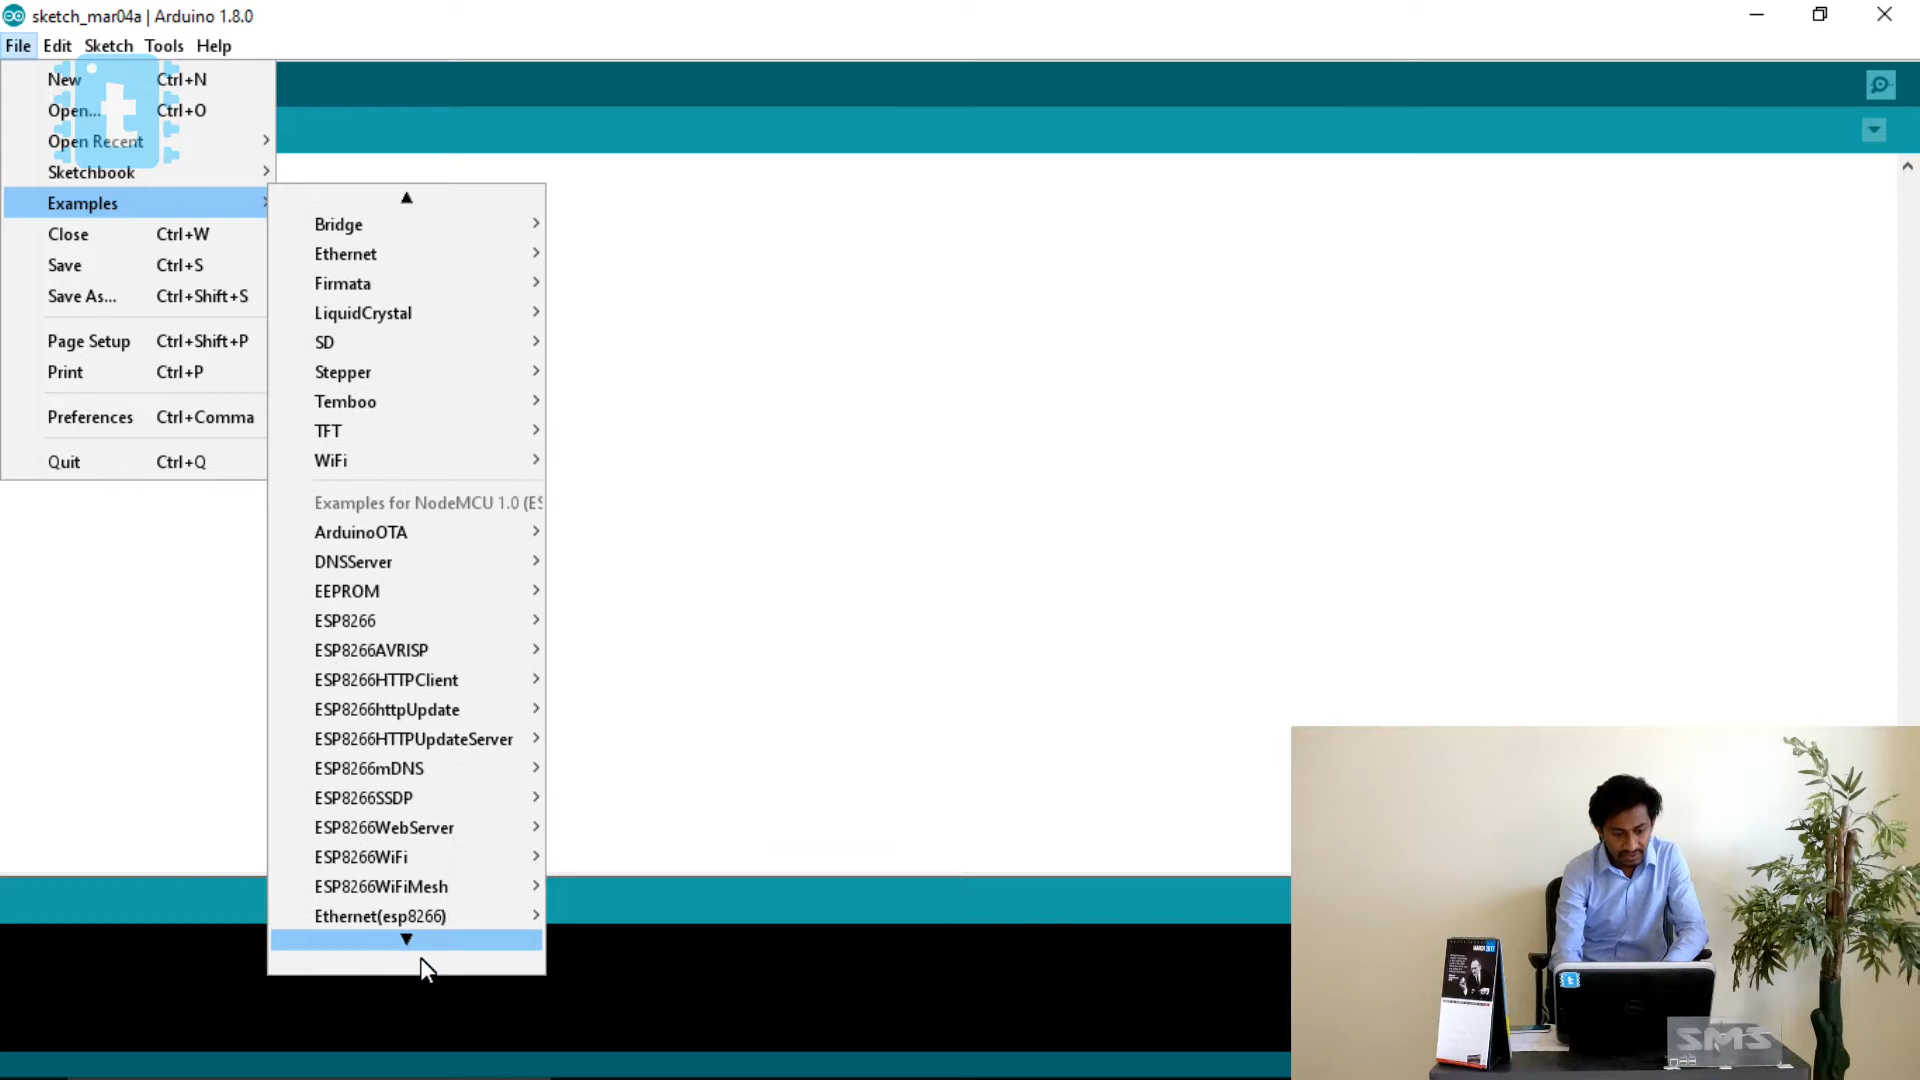 sketch_mar04a | Arduino 1.8.0
File Edit Sketch Tools Help
New Ctrl+N
Open... Ctrl+O
Open Recent
Sketchbook
Examples
Close Ctrl+W
Save Ctrl+S
Save As... Ctrl+Shift+S
Page Setup Ctrl+Shift+P
Print Ctrl+P
Preferences Ctrl+Comma
Quit Ctrl+Q
Bridge
Ethernet
Firmata
LiquidCrystal
SD
Stepper
Temboo
TFT
WiFi
Examples for NodeMCU 1.0 (ES
ArduinoOTA
DNSServer
EEPROM
ESP8266
ESP8266AVRISP
ESP8266HTTPClient
ESP8266httpUpdate
ESP8266HTTPUpdateServer
ESP8266mDNS
ESP8266SSDP
ESP8266WebServer
ESP8266WiFi
ESP8266WiFiMesh
Ethernet(esp8266)
t
MARCH 2017
t
SMS